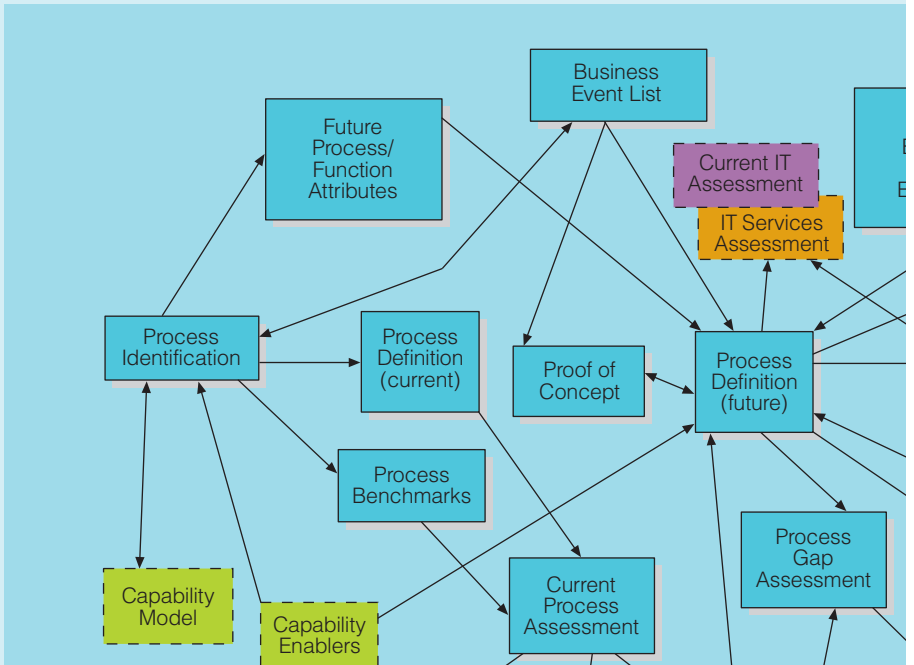 Business
Event List
Future
Process/
Function
Attributes
Current IT
Assessment
IT Services
Assessment
Process
Identification
Process
Definition
(current)
Proof of
Concept
Process
Definition
(future)
Process
Benchmarks
Process
Gap
Assessment
Capability
Model
Capability
Enablers
Current
Process
Assessment